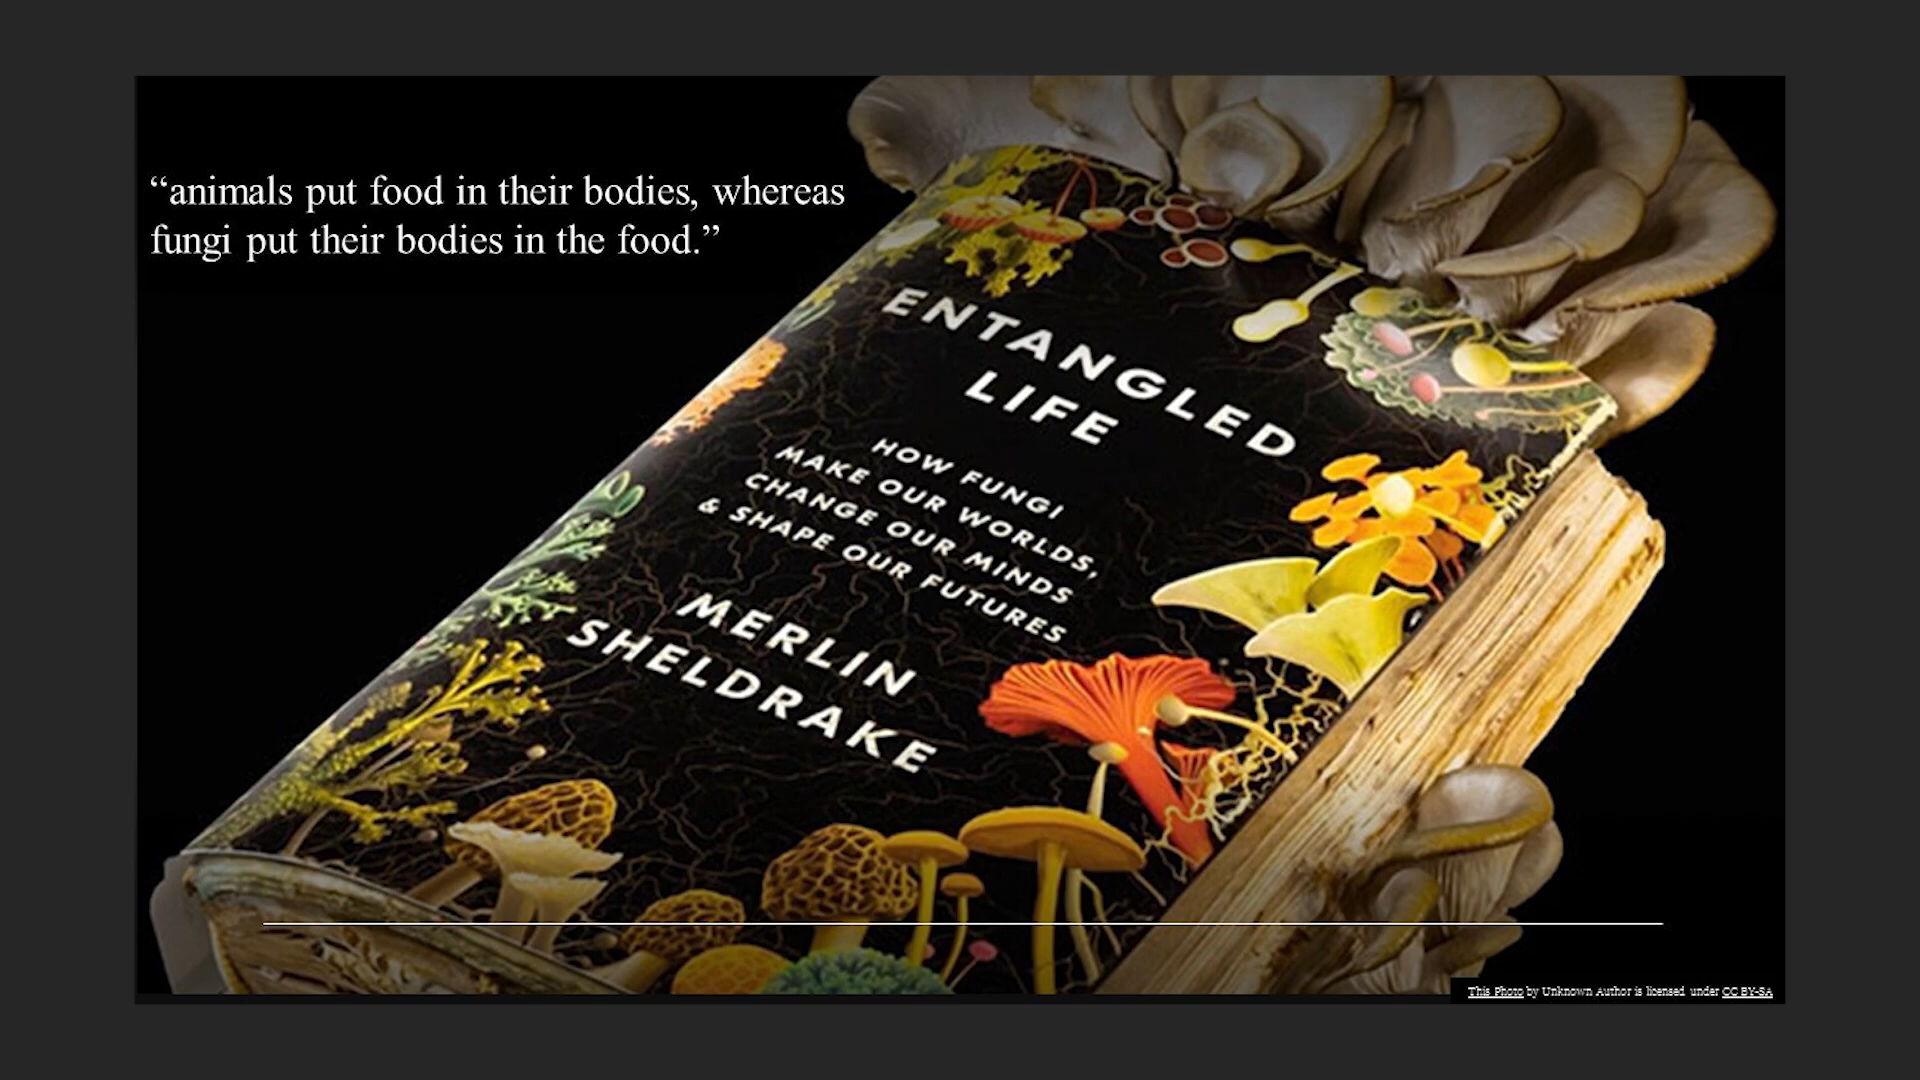 “animals put food in their bodies, whereas
fungi put their bodies in the food.”
ENTANGLED
LIFE
HOW FUNGI
MAKE OUR WORLDS,
CHANGE OUR MINDS
& SHAPE OUR FUTURES
MERLIN
SHELDRAKE
This Photo by Unknown Author is licensed under CC BY-SA